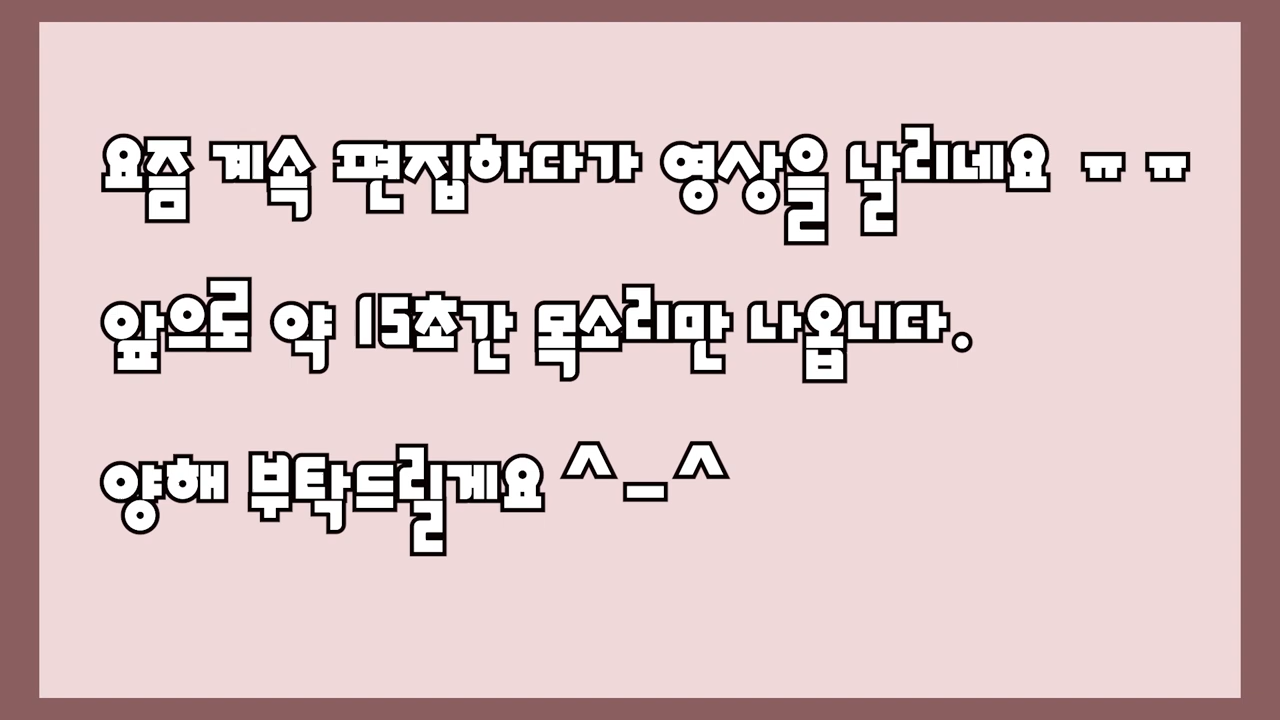 요즘 계속 편집하다가 영상을 날리네요 ㅠㅠ
앞으로 약 15초간 목소리만 나옵니다.
양해 부탁드릴게요 ^_^